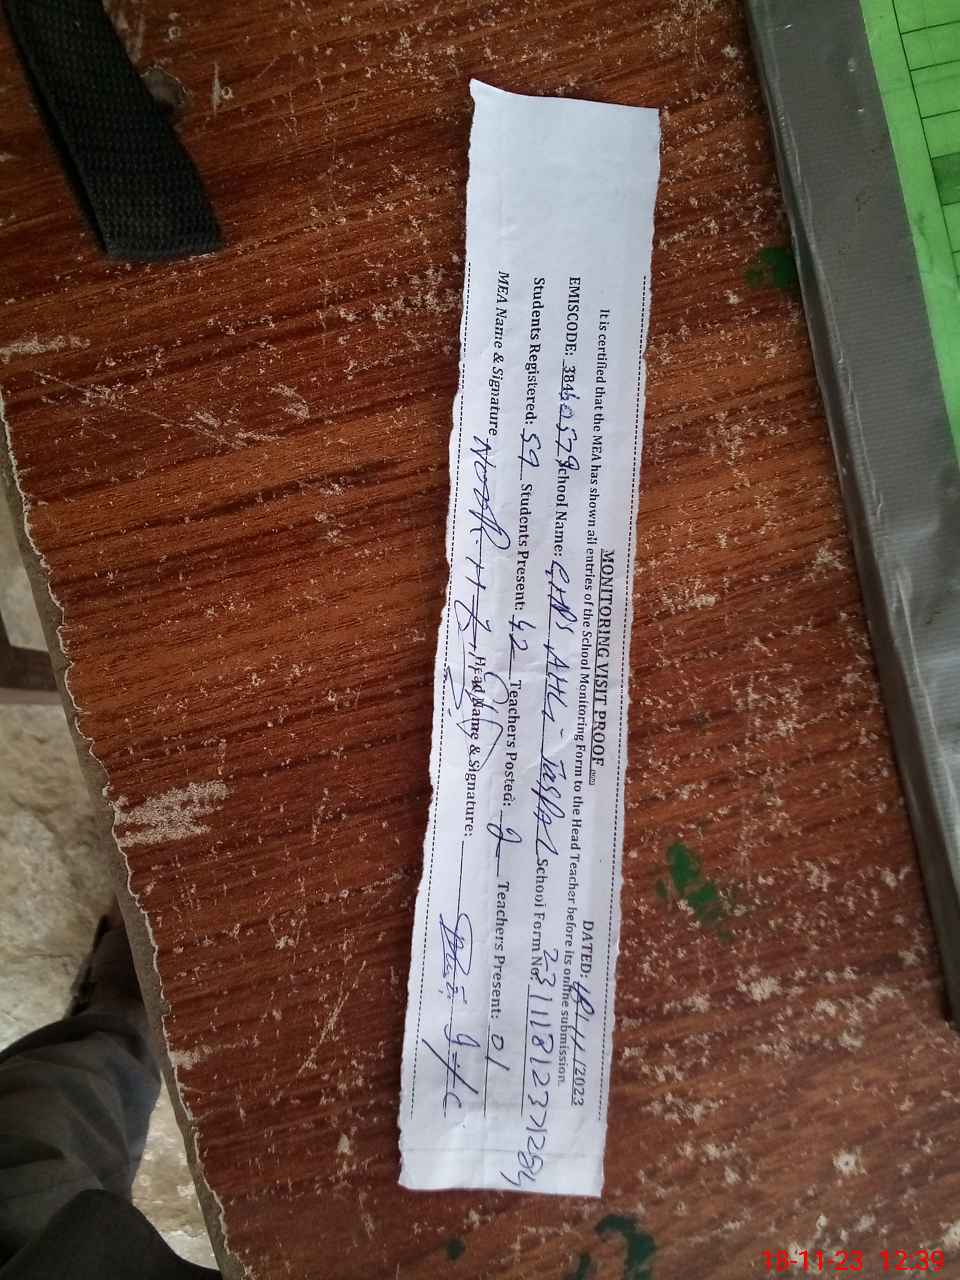 MONITORING VISIT PROOF
DATED: 18/11/2023
It is certified that the MEA has shown all entries of the School Monitoring Form to the Head Teacher before its online submission.
EMISCODE: 38460579 School Name: School Form No:
Students Registered: 59 Students Present: 42 Teachers Posted: 2 Teachers Present: 01
MEA Name & Signature Head Name & Signature:
18-11-23 12:39